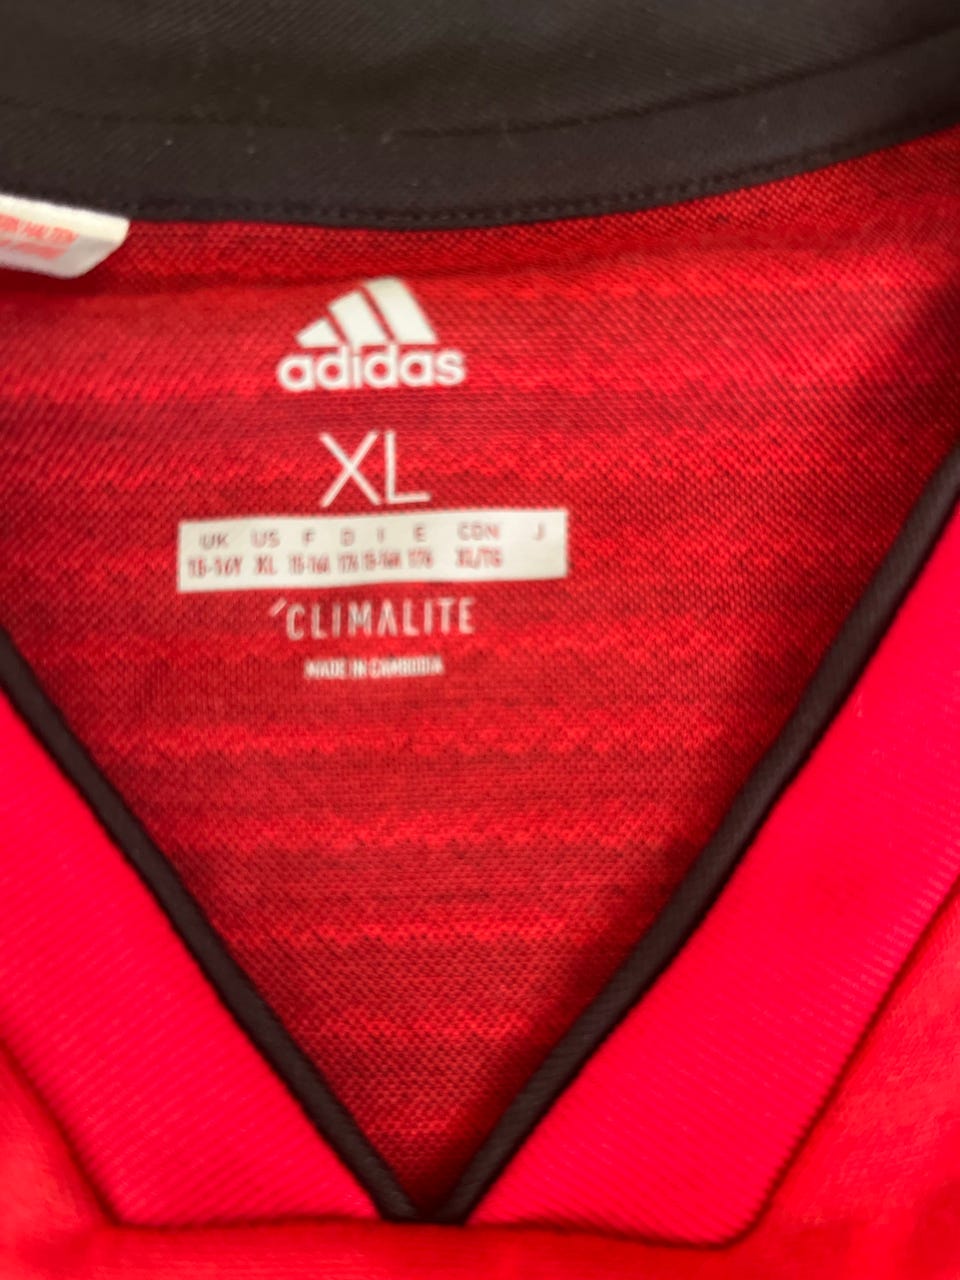 adidas
XL
UK US F D I E CDN J
15-16Y XL 15-16A 176 15-16A 176 XL/TG
CLIMALITE
MADE IN CAMBODIA